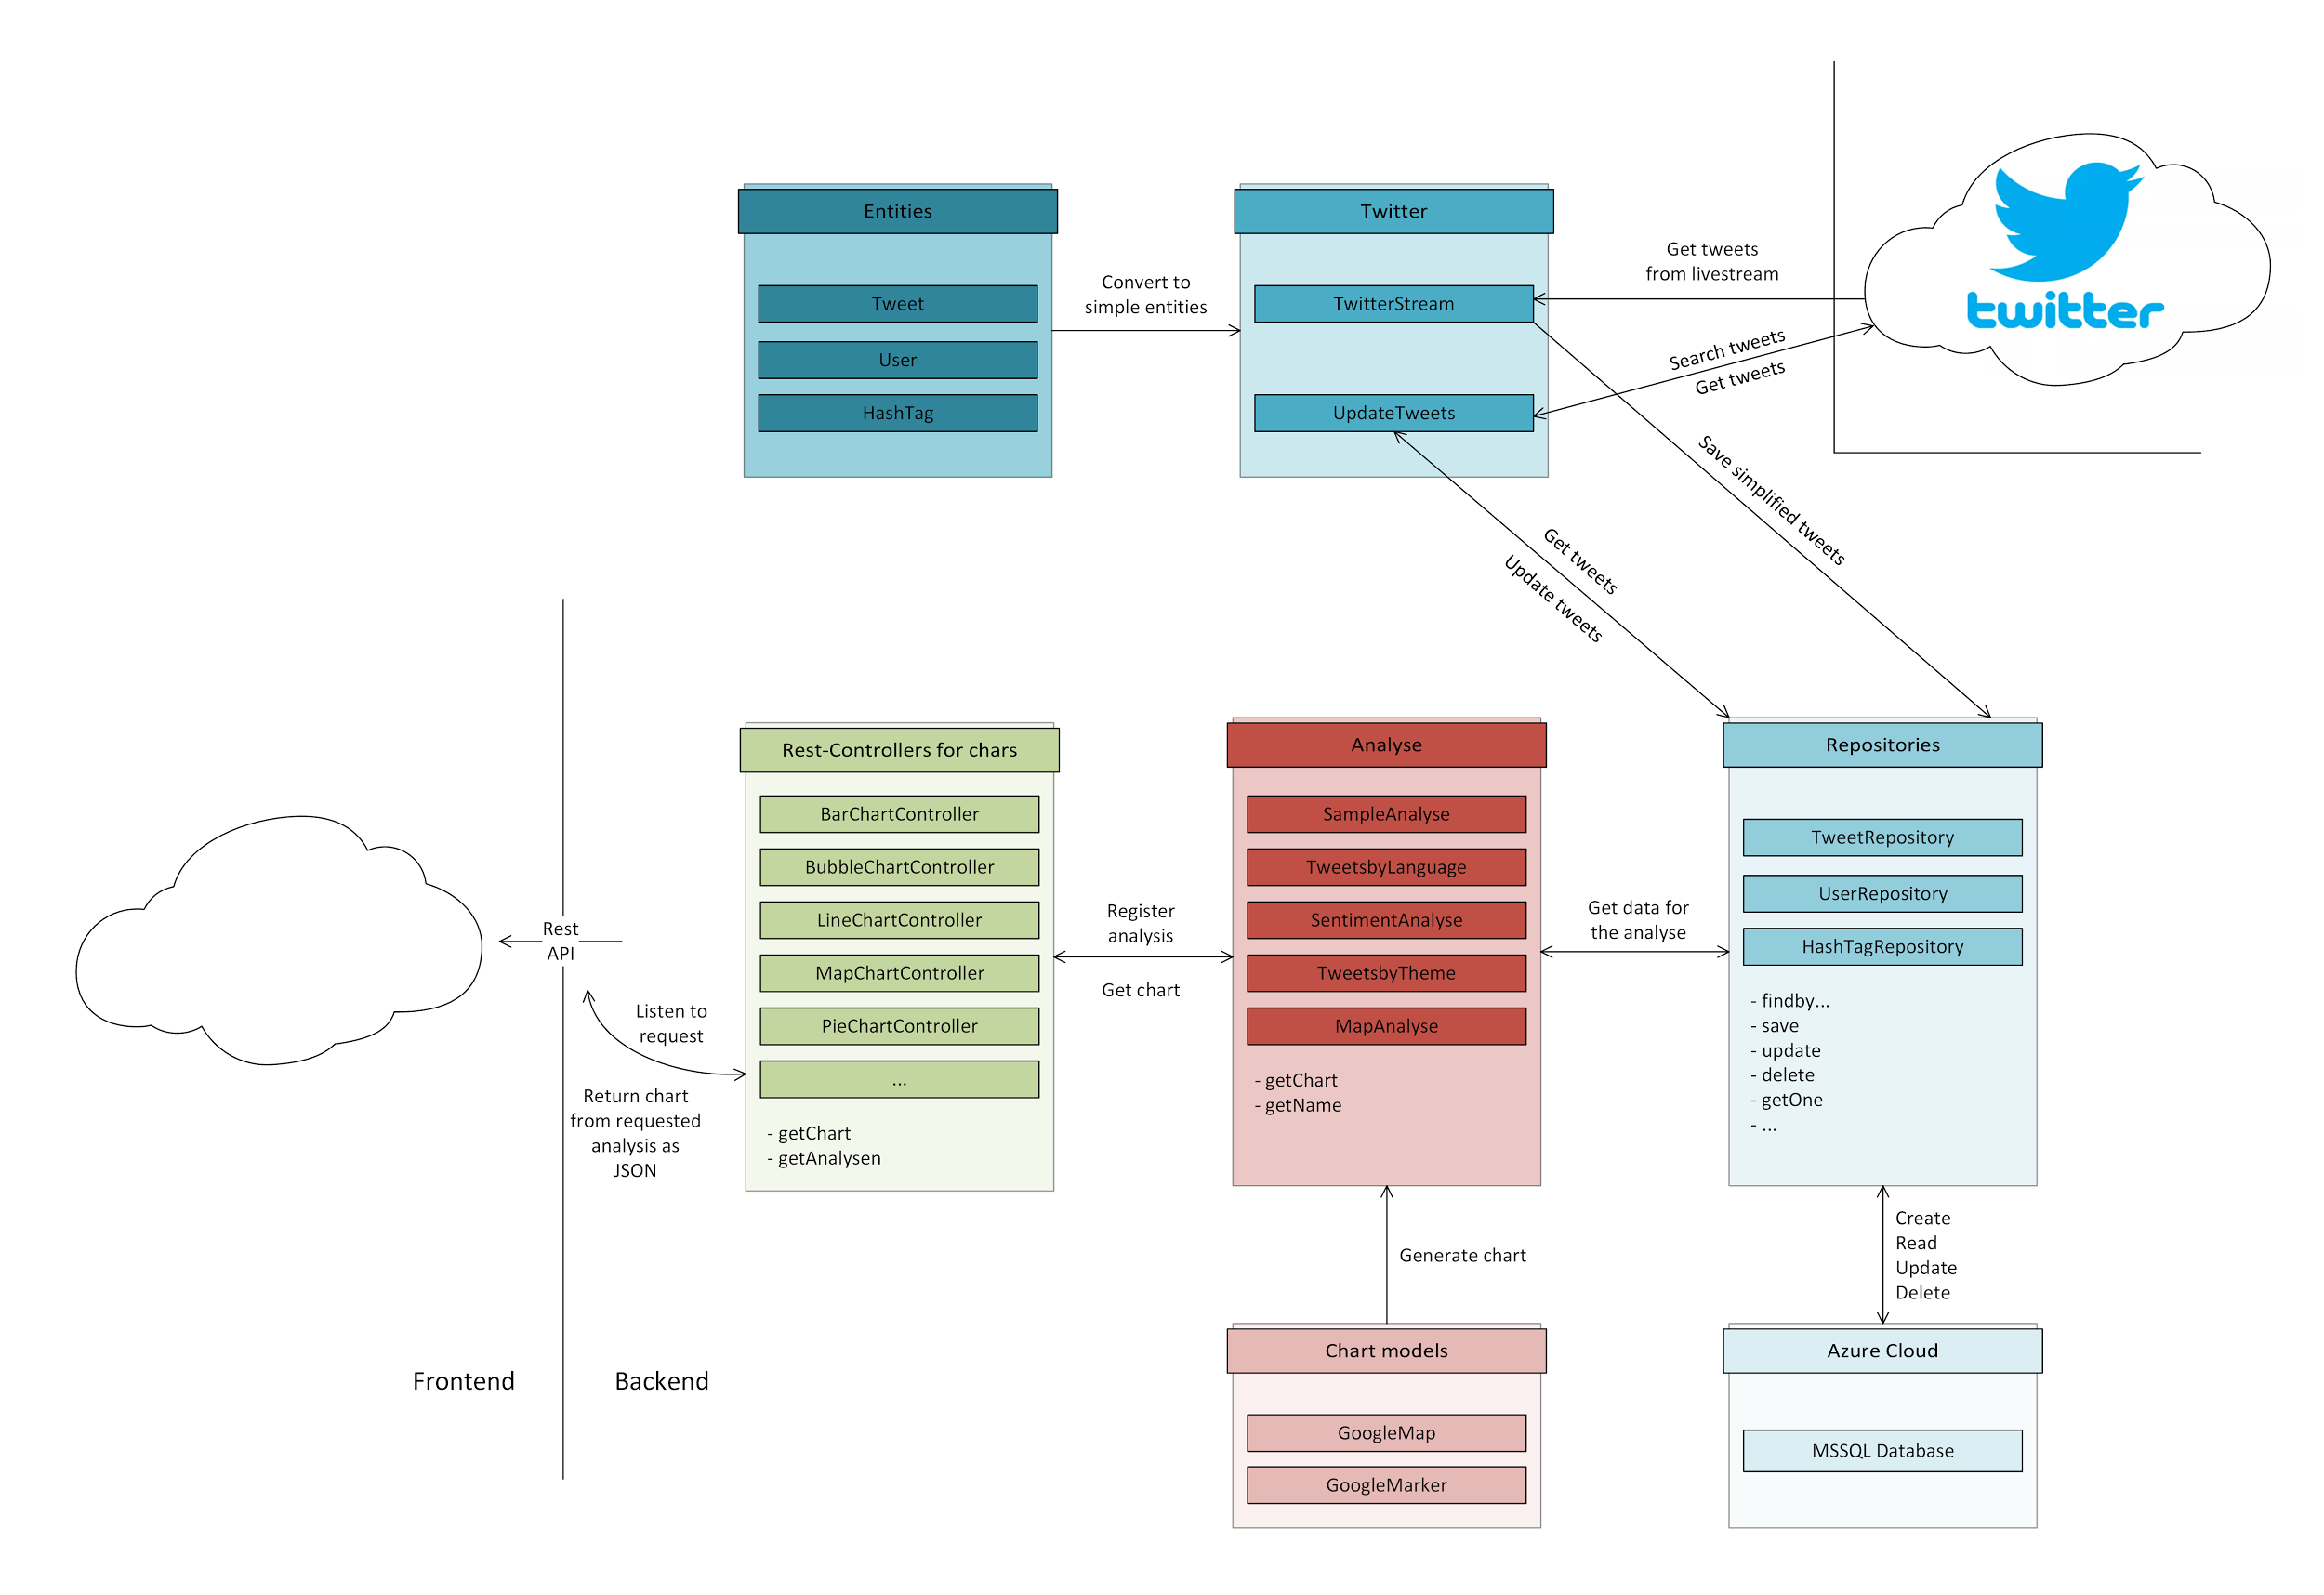 Entities
Tweet
User
HashTag
Convert to
simple entities
Twitter
TwitterStream
UpdateTweets
Get tweets
from livestream
Search tweets
Get tweets
twitter
Save simplified tweets
Get tweets
Update tweets
Rest
API
Listen to
request
Return chart
from requested
analysis as
JSON
Frontend
Backend
Rest-Controllers for chars
BarChartController
BubbleChartController
LineChartController
MapChartController
PieChartController
...
- getChart
- getAnalysen
Register
analysis
Get chart
Analyse
SampleAnalyse
TweetsbyLanguage
SentimentAnalyse
TweetsbyTheme
MapAnalyse
- getChart
- getName
Get data for
the analyse
Repositories
TweetRepository
UserRepository
HashTagRepository
- findby...
- save
- update
- delete
- getOne
- ...
Generate chart
Create
Read
Update
Delete
Chart models
GoogleMap
GoogleMarker
Azure Cloud
MSSQL Database